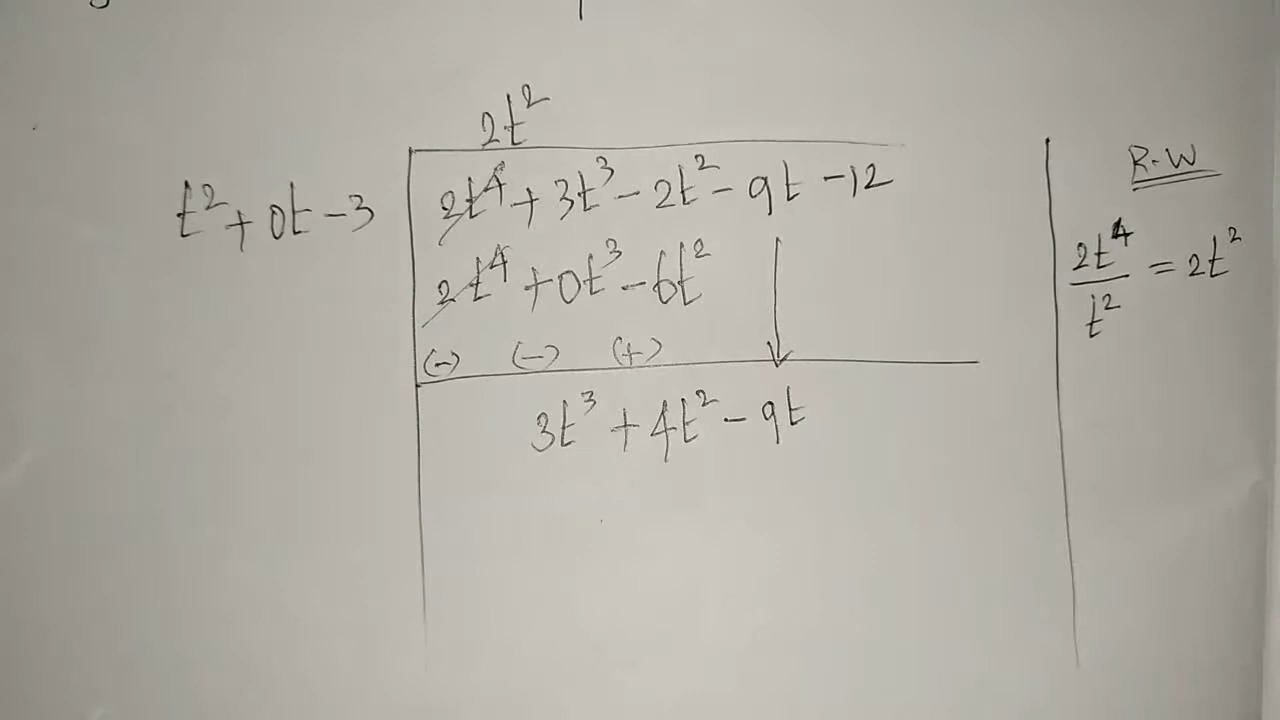 2t²
t² + 0t - 3
2t⁴ + 3t³ - 2t² - 9t - 12
2t⁴ + 0t³ - 6t²
(-) (-) (+)
3t³ + 4t² - 9t
R.W
2t⁴/t² = 2t²